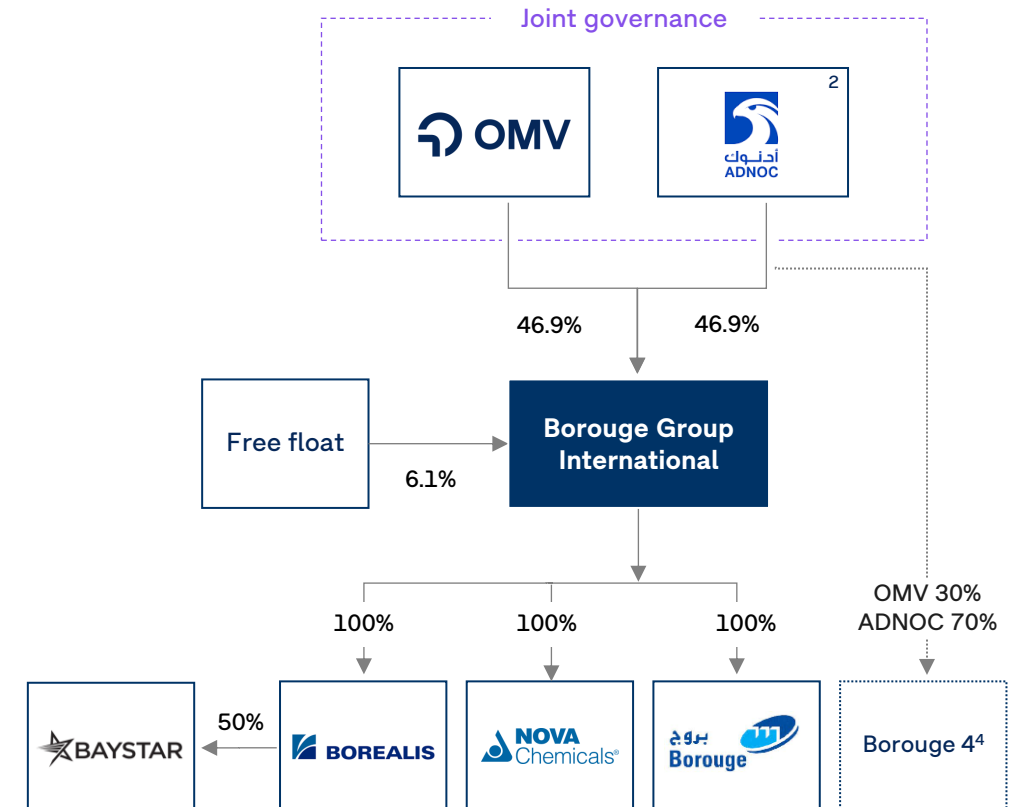 Joint governance
OMV
2
أدنوك
ADNOC
46.9%
46.9%
Free float
6.1%
Borouge Group
International
OMV 30%
ADNOC 70%
100%
100%
100%
BAYSTAR
50%
BOREALIS
NOVA
Chemicals®
بروج
Borouge
Borouge 4⁴